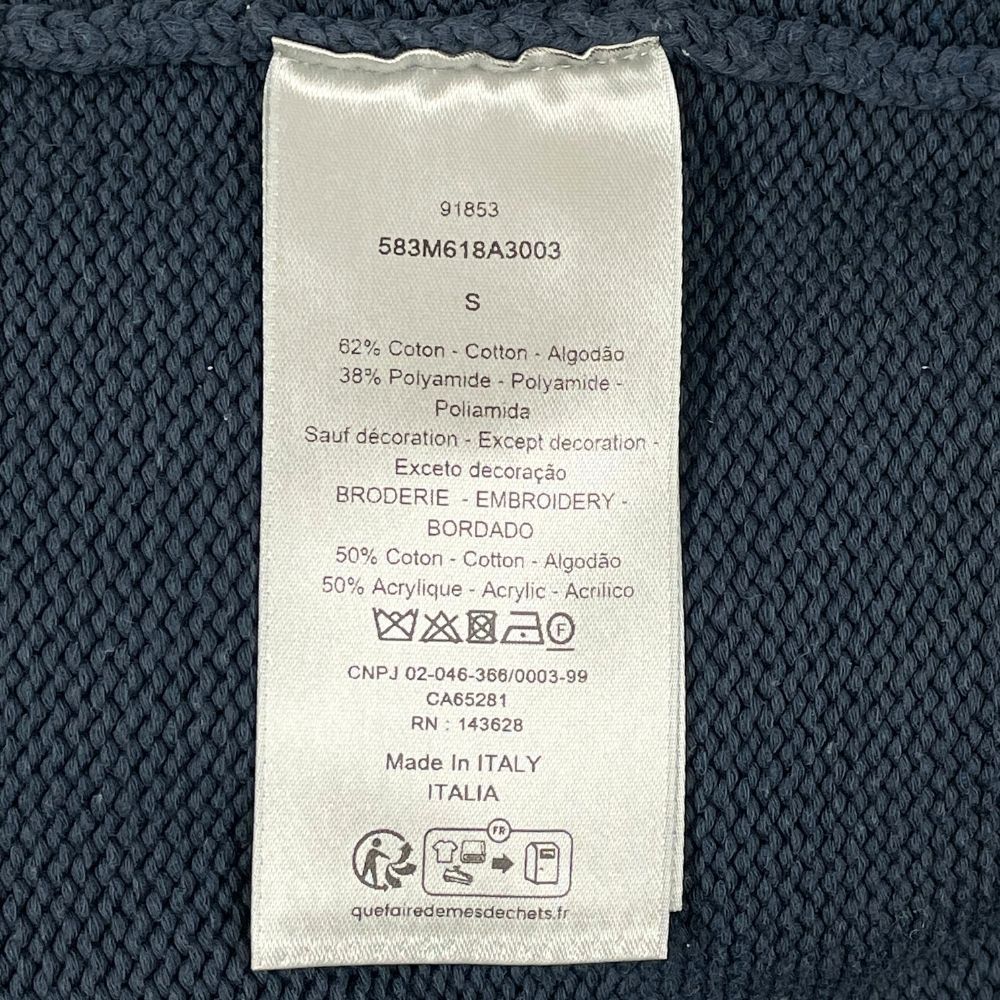 91853
583M618A3003
S
62% Coton - Cotton - Algodão
38% Polyamide - Polyamide -
Poliamida
Sauf décoration - Except decoration -
Exceto decoração
BRODERIE - EMBROIDERY -
BORDADO
50% Coton - Cotton - Algodão
50% Acrylique - Acrylic - Acrilico
F
CNPJ 02-046-366/0003-99
CA65281
RN : 143628
Made In ITALY
ITALIA
FR
quefairedemesdechets.fr